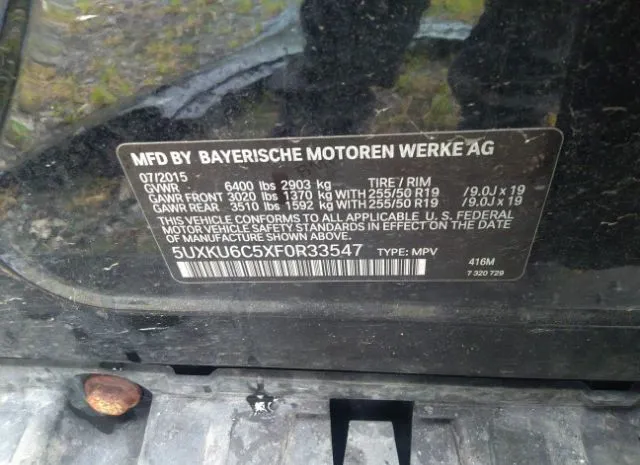 MFD BY BAYERISCHE MOTOREN WERKE AG
07/2015
GVWR 6400 lbs 2903 kg TIRE / RIM
GAWR FRONT 3020 lbs 1370 kg WITH 255/50 R19 / 9.0J x 19
GAWR REAR 3510 lbs 1592 kg WITH 255/50 R19 / 9.0J x 19
THIS VEHICLE CONFORMS TO ALL APPLICABLE U. S. FEDERAL
MOTOR VEHICLE SAFETY STANDARDS IN EFFECT ON THE DATE
OF MANUFACTURE SHOWN ABOVE.
5UXKU6C5XF0R33547 TYPE: MPV 416M
7 320 729